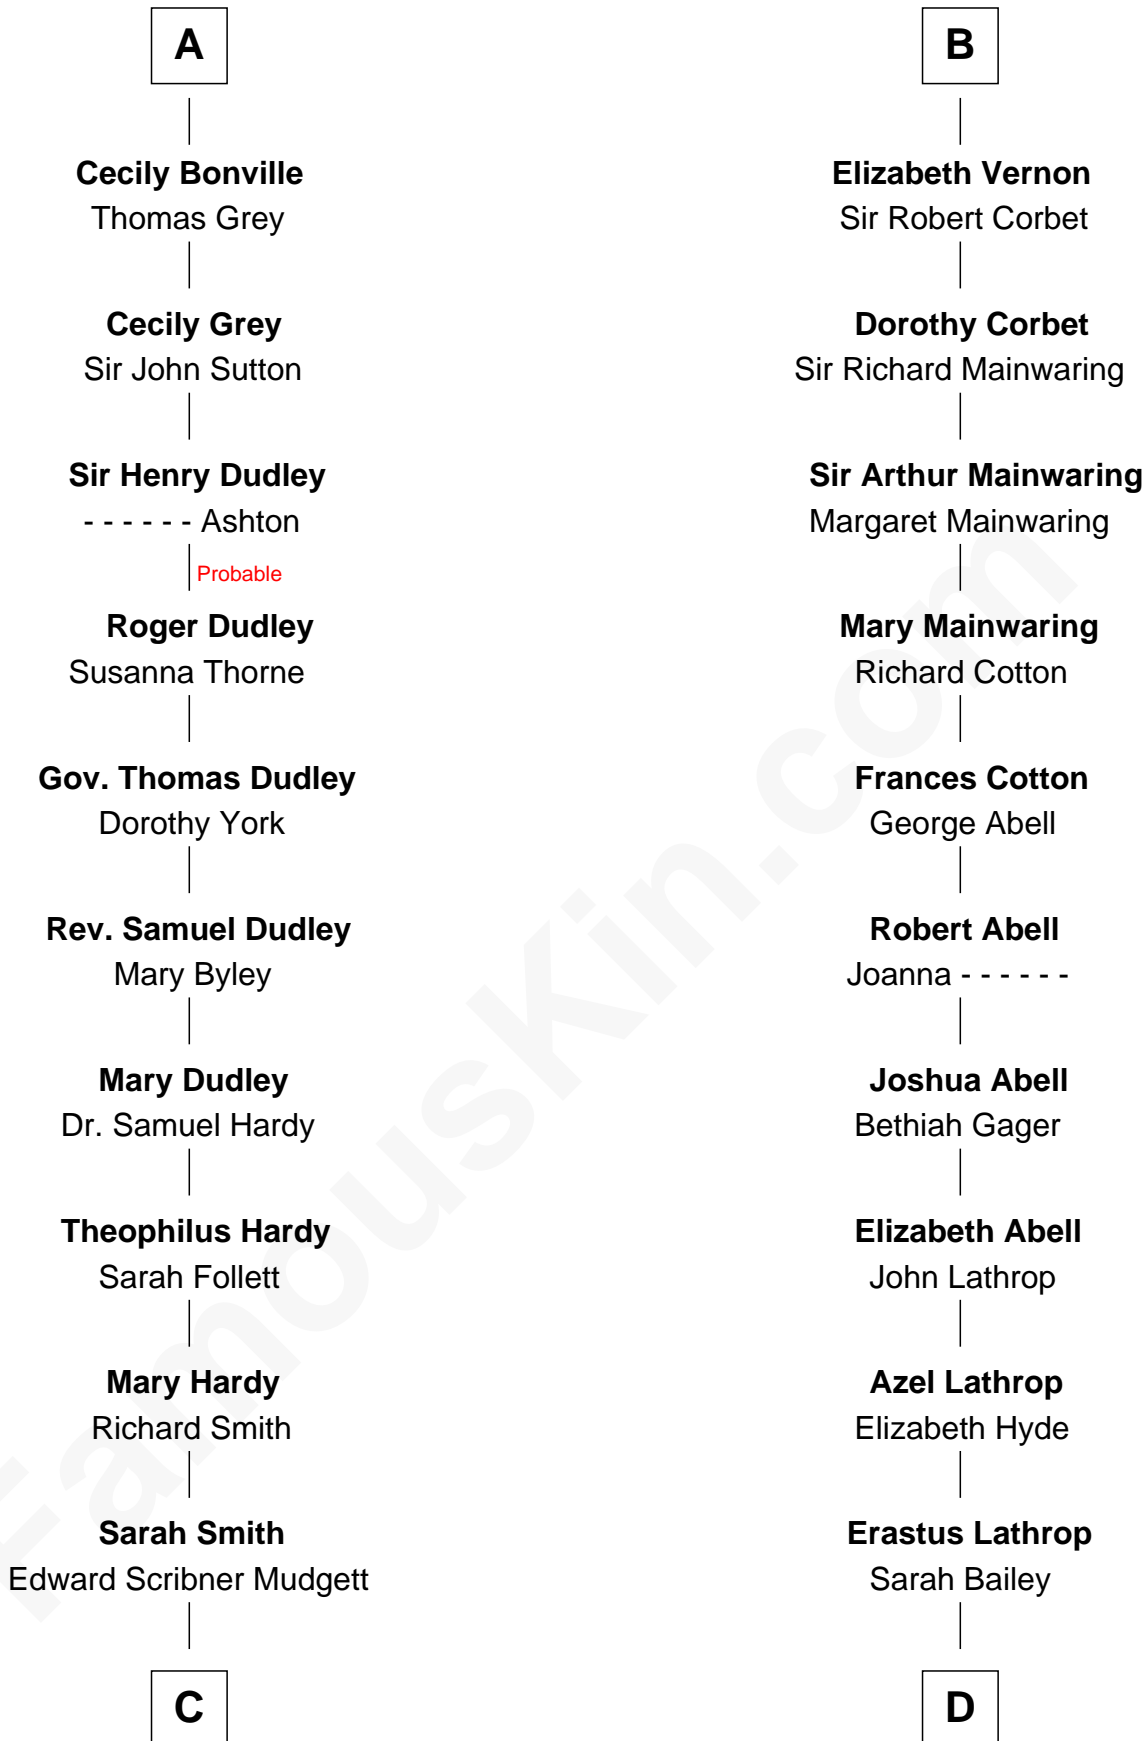 A
Cecily Bonville
Thomas Grey
Cecily Grey
Sir John Sutton
Sir Henry Dudley
- - - - - - Ashton
Probable
Roger Dudley
Susanna Thorne
Gov. Thomas Dudley
Dorothy York
Rev. Samuel Dudley
Mary Byley
Mary Dudley
Dr. Samuel Hardy
Theophilus Hardy
Sarah Follett
Mary Hardy
Richard Smith
Sarah Smith
Edward Scribner Mudgett
C
B
Elizabeth Vernon
Sir Robert Corbet
Dorothy Corbet
Sir Richard Mainwaring
Sir Arthur Mainwaring
Margaret Mainwaring
Mary Mainwaring
Richard Cotton
Frances Cotton
George Abell
Robert Abell
Joanna - - - - - -
Joshua Abell
Bethiah Gager
Elizabeth Abell
John Lathrop
Azel Lathrop
Elizabeth Hyde
Erastus Lathrop
Sarah Bailey
D
FamousKin.com